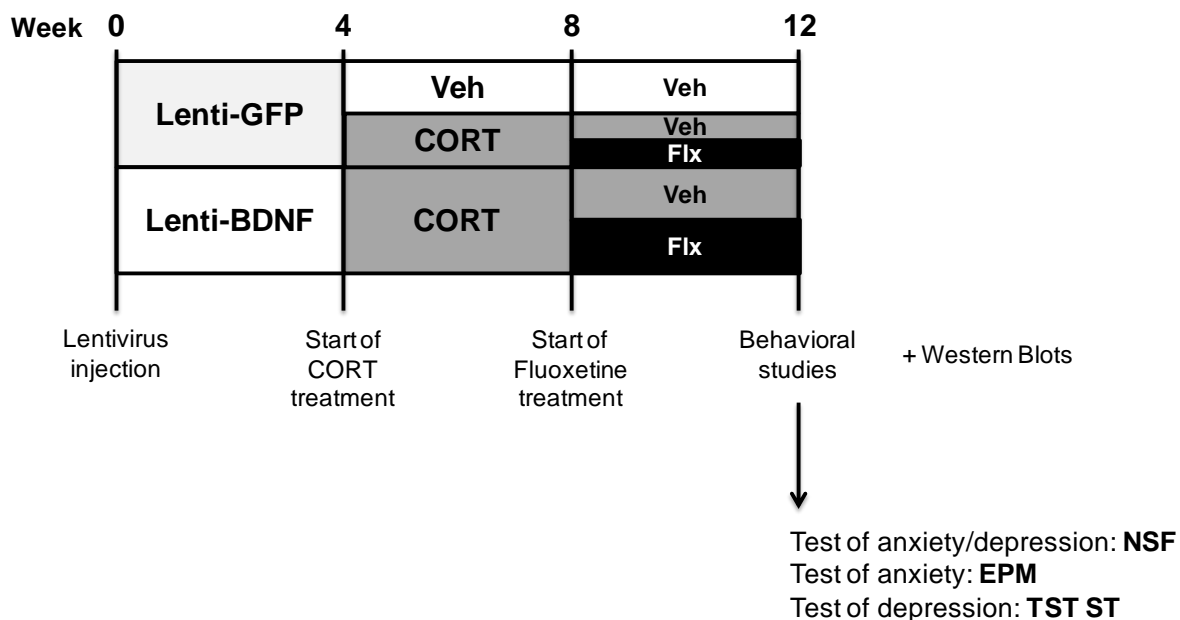 Week 0 4 8 12
Lenti-GFP
Veh
Veh
CORT
Veh
Flx
Lenti-BDNF
CORT
Veh
Flx
Lentivirus
injection
Start of
CORT
treatment
Start of
Fluoxetine
treatment
Behavioral
studies
+ Western Blots
Test of anxiety/depression: NSF
Test of anxiety: EPM
Test of depression: TST ST